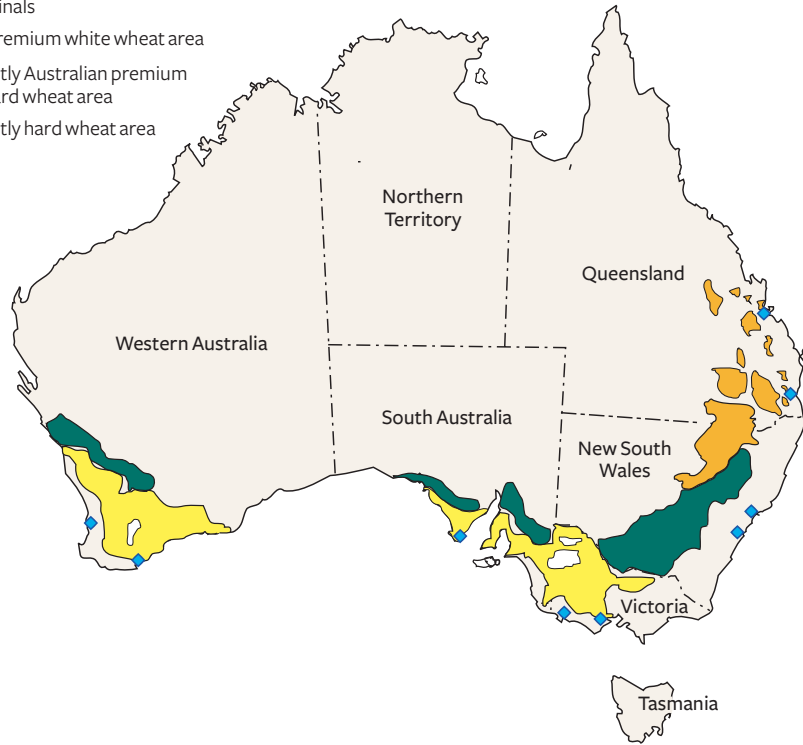 inals
remium white wheat area
tly Australian premium
rd wheat area
tly hard wheat area
Northern
Territory
Queensland
Western Australia
South Australia
New South
Wales
Victoria
Tasmania